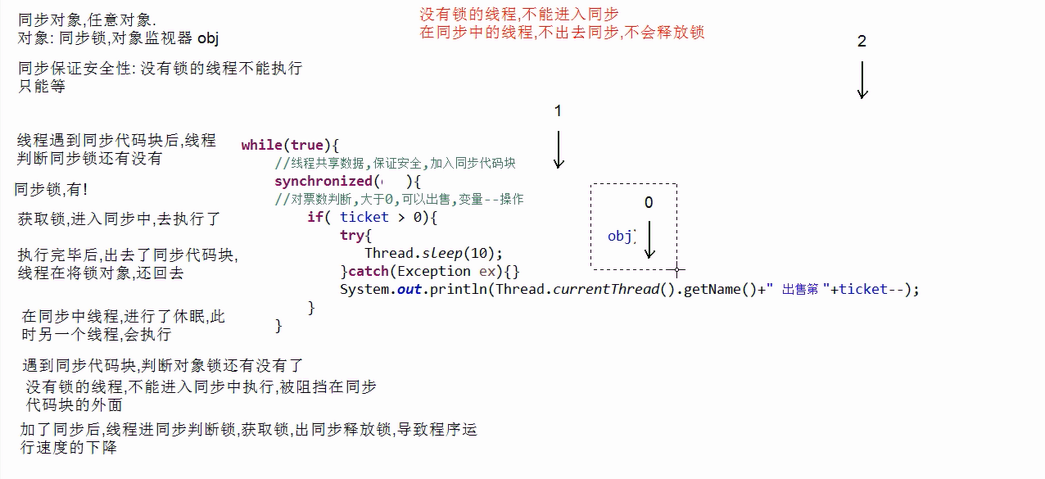 同步对象,任意对象.
对象: 同步锁,对象监视器 obj
同步保证安全性: 没有锁的线程不能执行
只能等
没有锁的线程,不能进入同步
在同步中的线程,不出去同步,不会释放锁
2
1
线程遇到同步代码块后,线程
判断同步锁还有没有
同步锁,有!
获取锁,进入同步中,去执行了
执行完毕后,出去了同步代码块,
线程在将锁对象,还回去
在同步中线程,进行了休眠,此
时另一个线程,会执行
遇到同步代码块,判断对象锁还有没有了
没有锁的线程,不能进入同步中执行,被阻挡在同步
代码块的外面
加了同步后,线程进同步判断锁,获取锁,出同步释放锁,导致程序运
行速度的下降
while(true){
//线程共享数据,保证安全,加入同步代码块
synchronized( ){
//对票数判断,大于0,可以出售,变量--操作
if( ticket > 0){
try{
Thread.sleep(10);
}catch(Exception ex){}
System.out.println(Thread.currentThread().getName()+" 出售第 "+ticket--);
}
}
0
obj